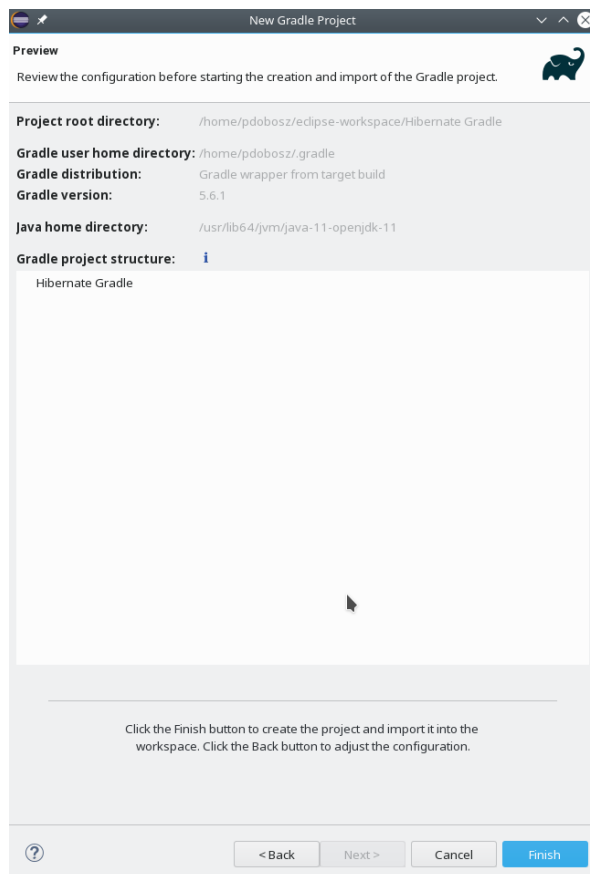 New Gradle Project
Preview
Review the configuration before starting the creation and import of the Gradle project.
Project root directory: /home/pdobosz/eclipse-workspace/Hibernate Gradle
Gradle user home directory: /home/pdobosz/.gradle
Gradle distribution: Gradle wrapper from target build
Gradle version: 5.6.1
Java home directory: /usr/lib64/jvm/java-11-openjdk-11
Gradle project structure: i
Hibernate Gradle
Click the Finish button to create the project and import it into the
workspace. Click the Back button to adjust the configuration.
? < Back Next > Cancel Finish